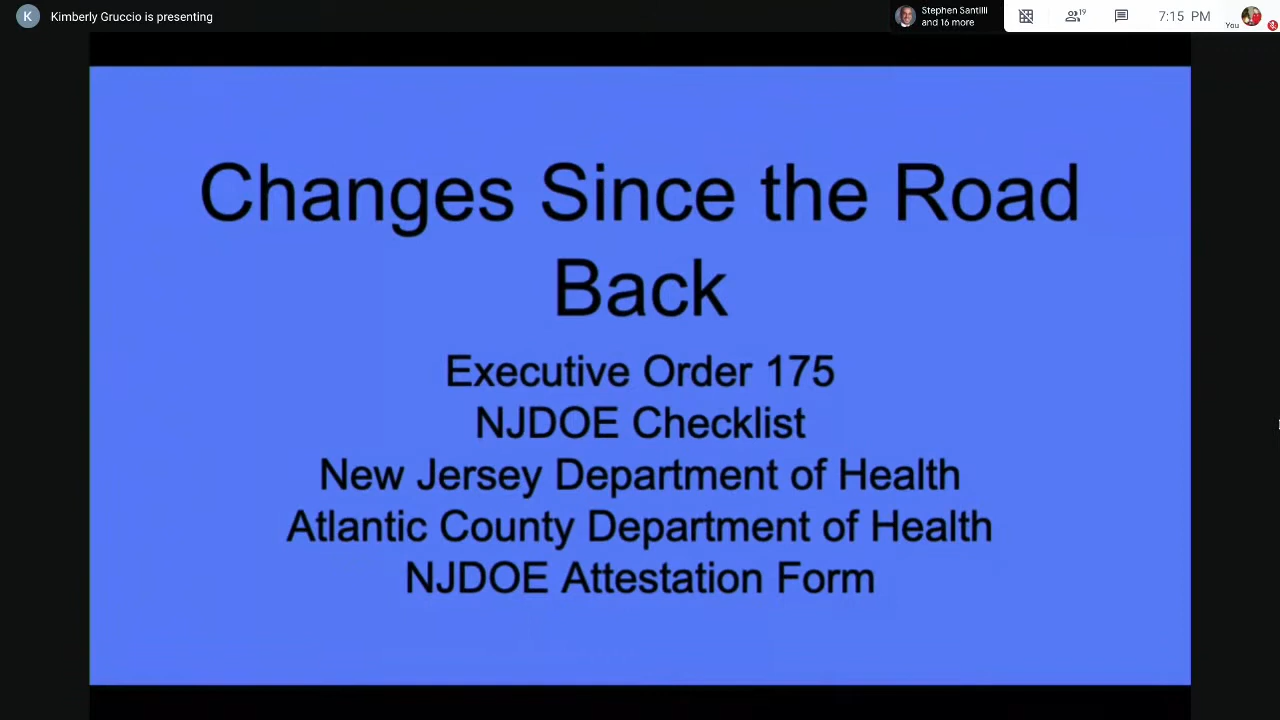 K
Kimberly Gruccio is presenting
Stephen Santilli
and 16 more
19
7:15 PM
You
Changes Since the Road
Back
Executive Order 175
NJDOE Checklist
New Jersey Department of Health
Atlantic County Department of Health
NJDOE Attestation Form